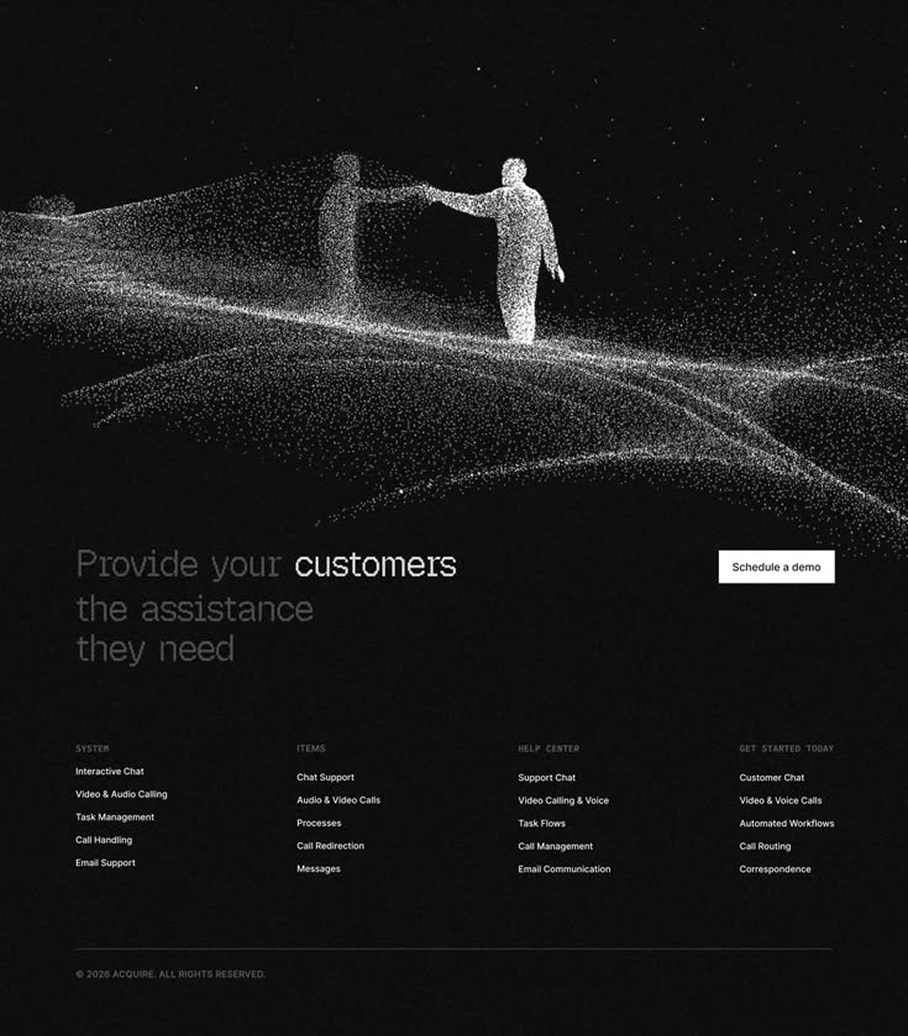 Provide your customers
the assistance
they need
Schedule a demo
SYSTEM
Interactive Chat
Video & Audio Calling
Task Management
Call Handling
Email Support
ITEMS
Chat Support
Audio & Video Calls
Processes
Call Redirection
Messages
HELP CENTER
Support Chat
Video Calling & Voice
Task Flows
Call Management
Email Communication
GET STARTED TODAY
Customer Chat
Video & Voice Calls
Automated Workflows
Call Routing
Correspondence
© 2026 ACQUIRE. ALL RIGHTS RESERVED.